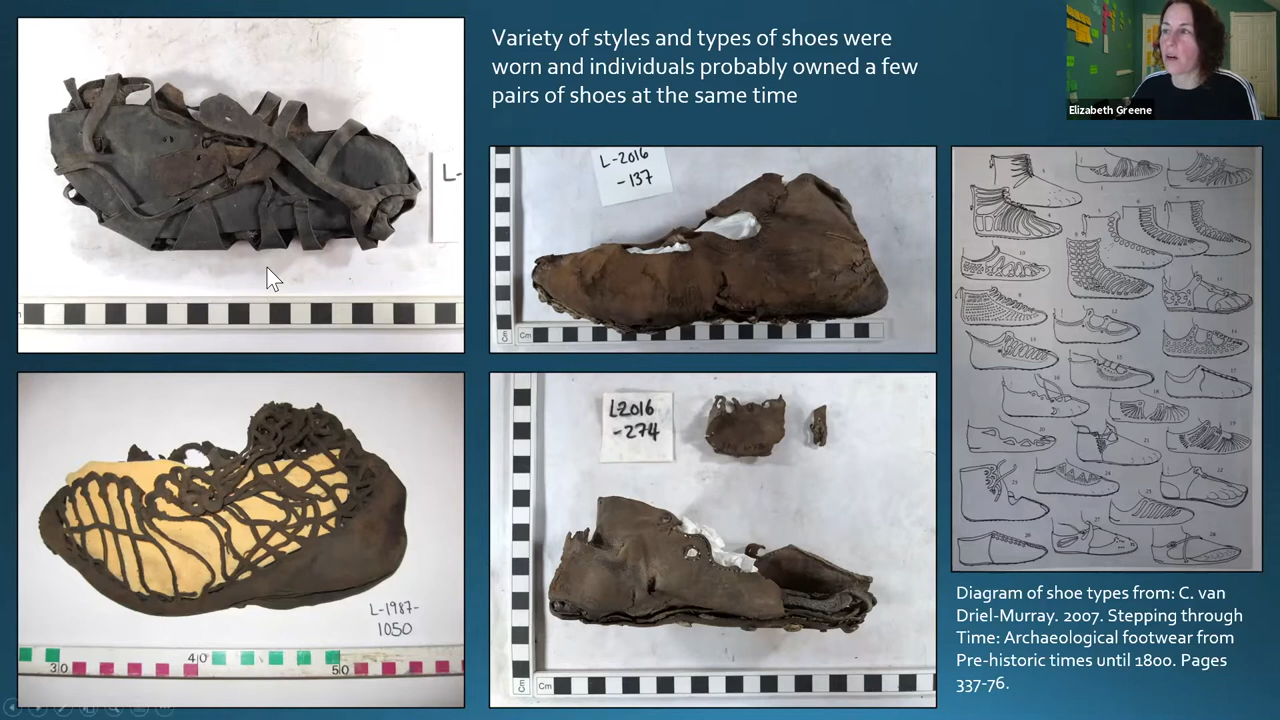 Variety of styles and types of shoes were
worn and individuals probably owned a few
pairs of shoes at the same time
Elizabeth Greene
L-
L-2016
-137
Cm
Cm
L-1987-
1050
30
40
50
L2016
-274
Cm
Cm
Diagram of shoe types from: C. van
Driel-Murray. 2007. Stepping through
Time: Archaeological footwear from
Pre-historic times until 1800. Pages
337-76.